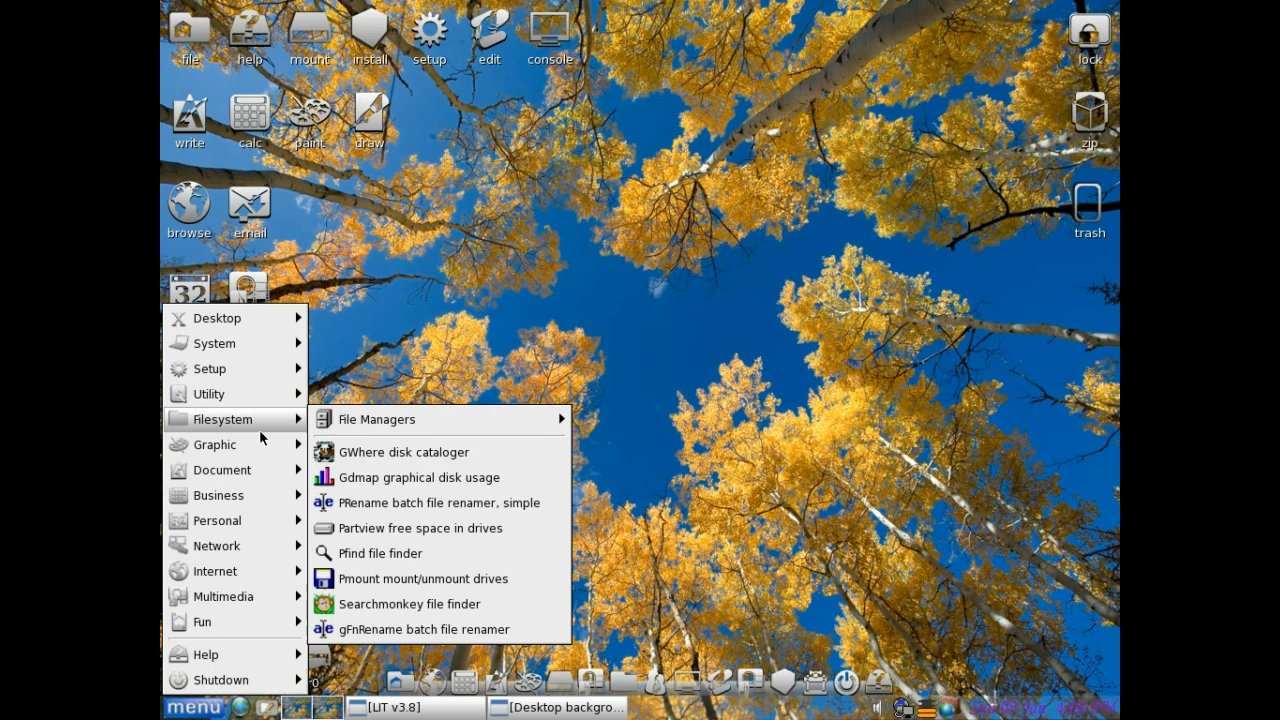 file help mount install setup edit console lock
write calc paint draw zip
browse email trash
32
Desktop
System
Setup
Utility
Filesystem
Graphic
Document
Business
Personal
Network
Internet
Multimedia
Fun
Help
Shutdown
File Managers
GWhere disk cataloger
Gdmap graphical disk usage
PRename batch file renamer, simple
Partview free space in drives
Pfind file finder
Pmount mount/unmount drives
Searchmonkey file finder
gFnRename batch file renamer
menu [LIT v3.8] [Desktop backgro...